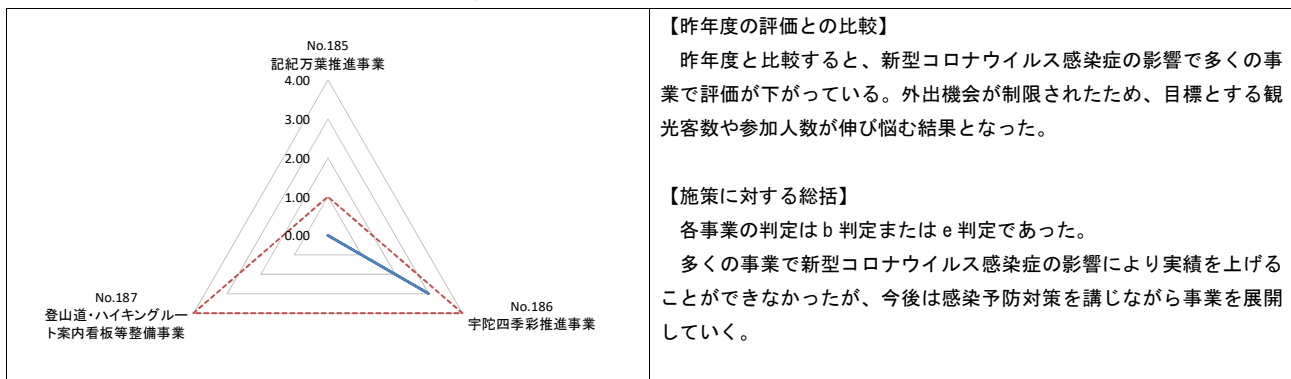 No.185
記紀万葉推進事業
4.00
3.00
2.00
1.00
0.00
No.187
登山道・ハイキングルー
ト案内看板等整備事業
No.186
宇陀四季彩推進事業
【昨年度の評価との比較】
昨年度と比較すると、新型コロナウイルス感染症の影響で多くの事
業で評価が下がっている。外出機会が制限されたため、目標とする観
光客数や参加人数が伸び悩む結果となった。
【施策に対する総括】
各事業の判定はｂ判定またはｅ判定であった。
多くの事業で新型コロナウイルス感染症の影響により実績を上げる
ことができなかったが、今後は感染予防対策を講じながら事業を展開
していく。